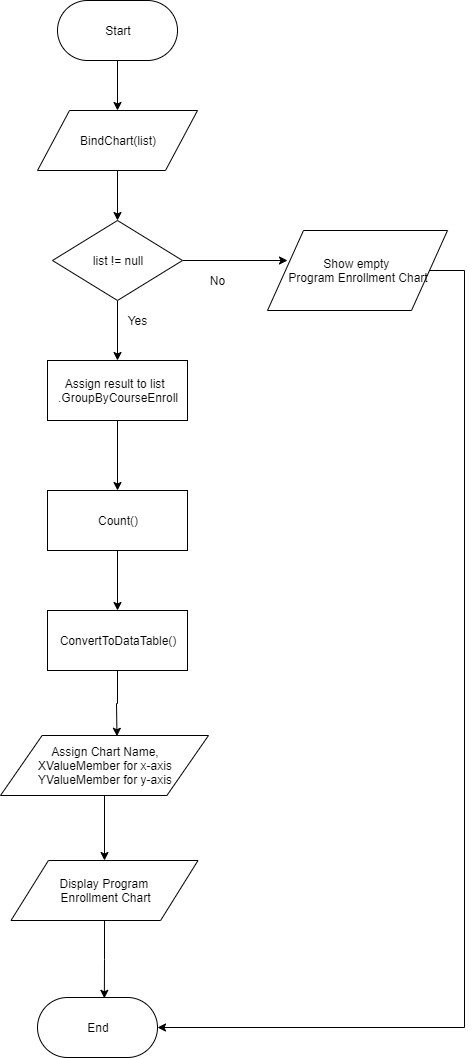 Start
BindChart(list)
list != null
Show empty
Program Enrollment Chart
No
Yes
Assign result to list
.GroupByCourseEnroll
Count()
ConvertToDataTable()
Assign Chart Name,
XValueMember for x-axis
YValueMember for y-axis
Display Program
Enrollment Chart
End